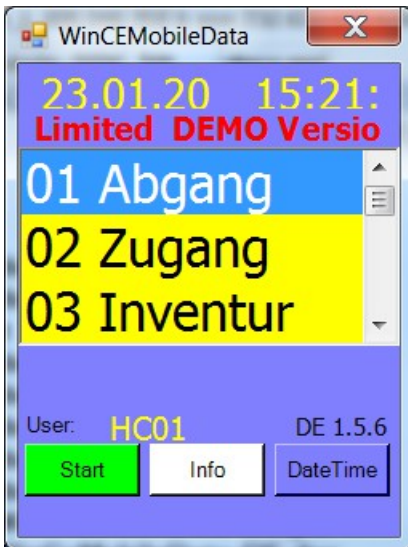 WinCEMobileData
23.01.20 15:21:
Limited DEMO Versio
01 Abgang
02 Zugang
03 Inventur
User: HC01 DE 1.5.6
Start Info DateTime